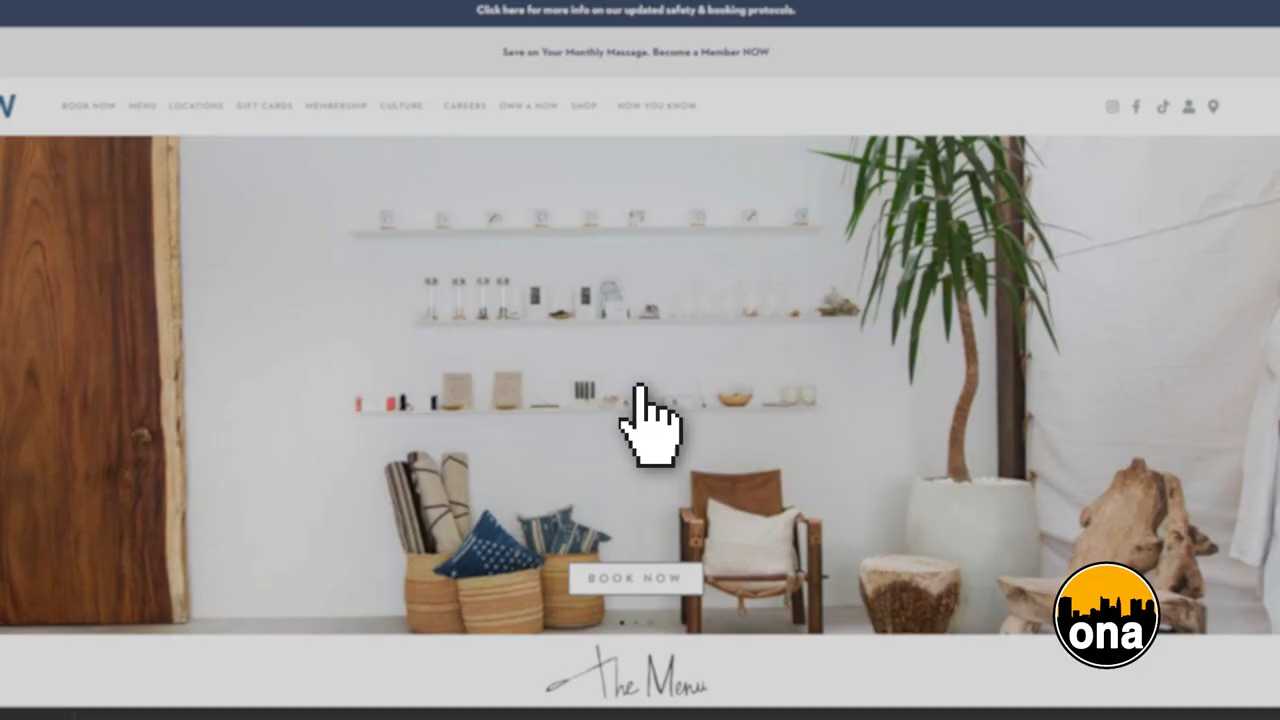 Click here for more info on our updated safety & booking protocols.
Save on Your Monthly Massage. Become a Member NOW
BOOK NOW MENU LOCATIONS GIFT CARDS MEMBERSHIP CULTURE CAREERS OWN A NOW SHOP NOW YOU KNOW
BOOK NOW
The Menu
ona